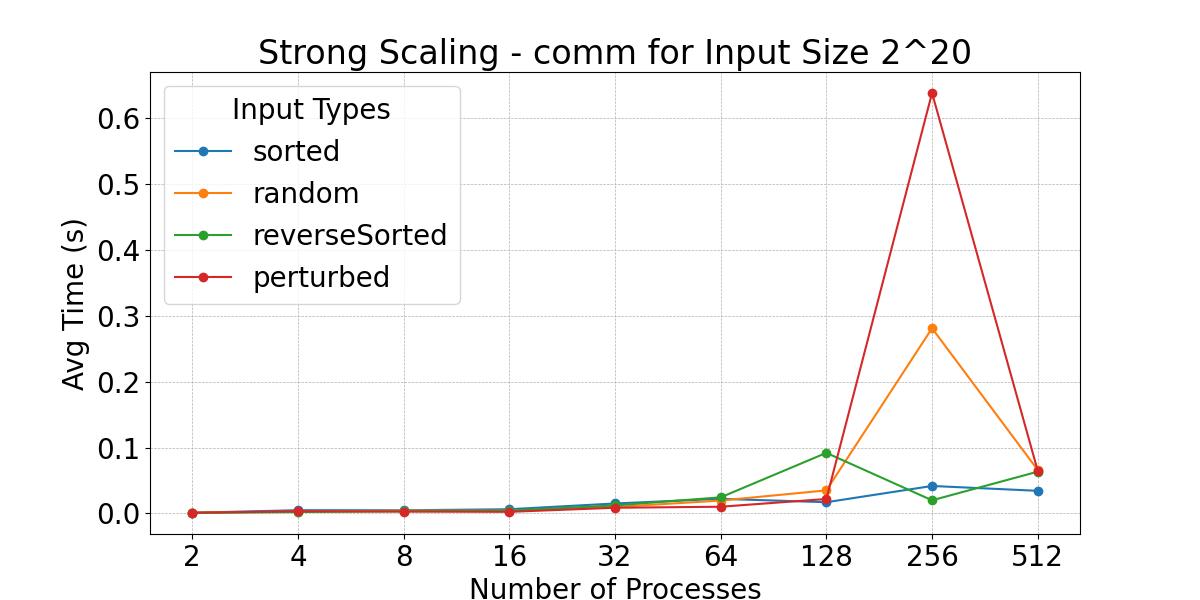 Strong Scaling - comm for Input Size 2^20
Input Types
sorted
random
reverseSorted
perturbed
Avg Time (s)
0.6
0.5
0.4
0.3
0.2
0.1
0.0
2 4 8 16 32 64 128 256 512
Number of Processes